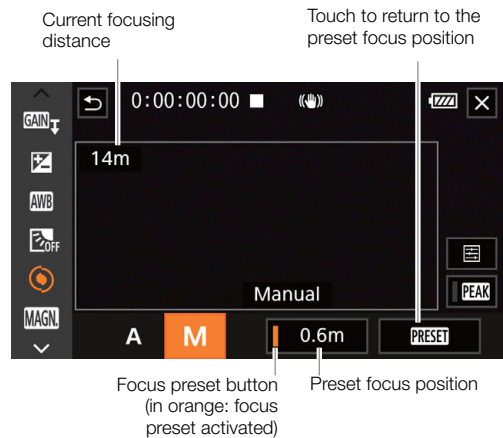 Current focusing
distance
Touch to return to the
preset focus position
0:00:00:00
GAIN
14m
AWB
OFF
Manual
PEAK
MAGN.
A M 0.6m PRESET
Focus preset button
(in orange: focus
preset activated)
Preset focus position